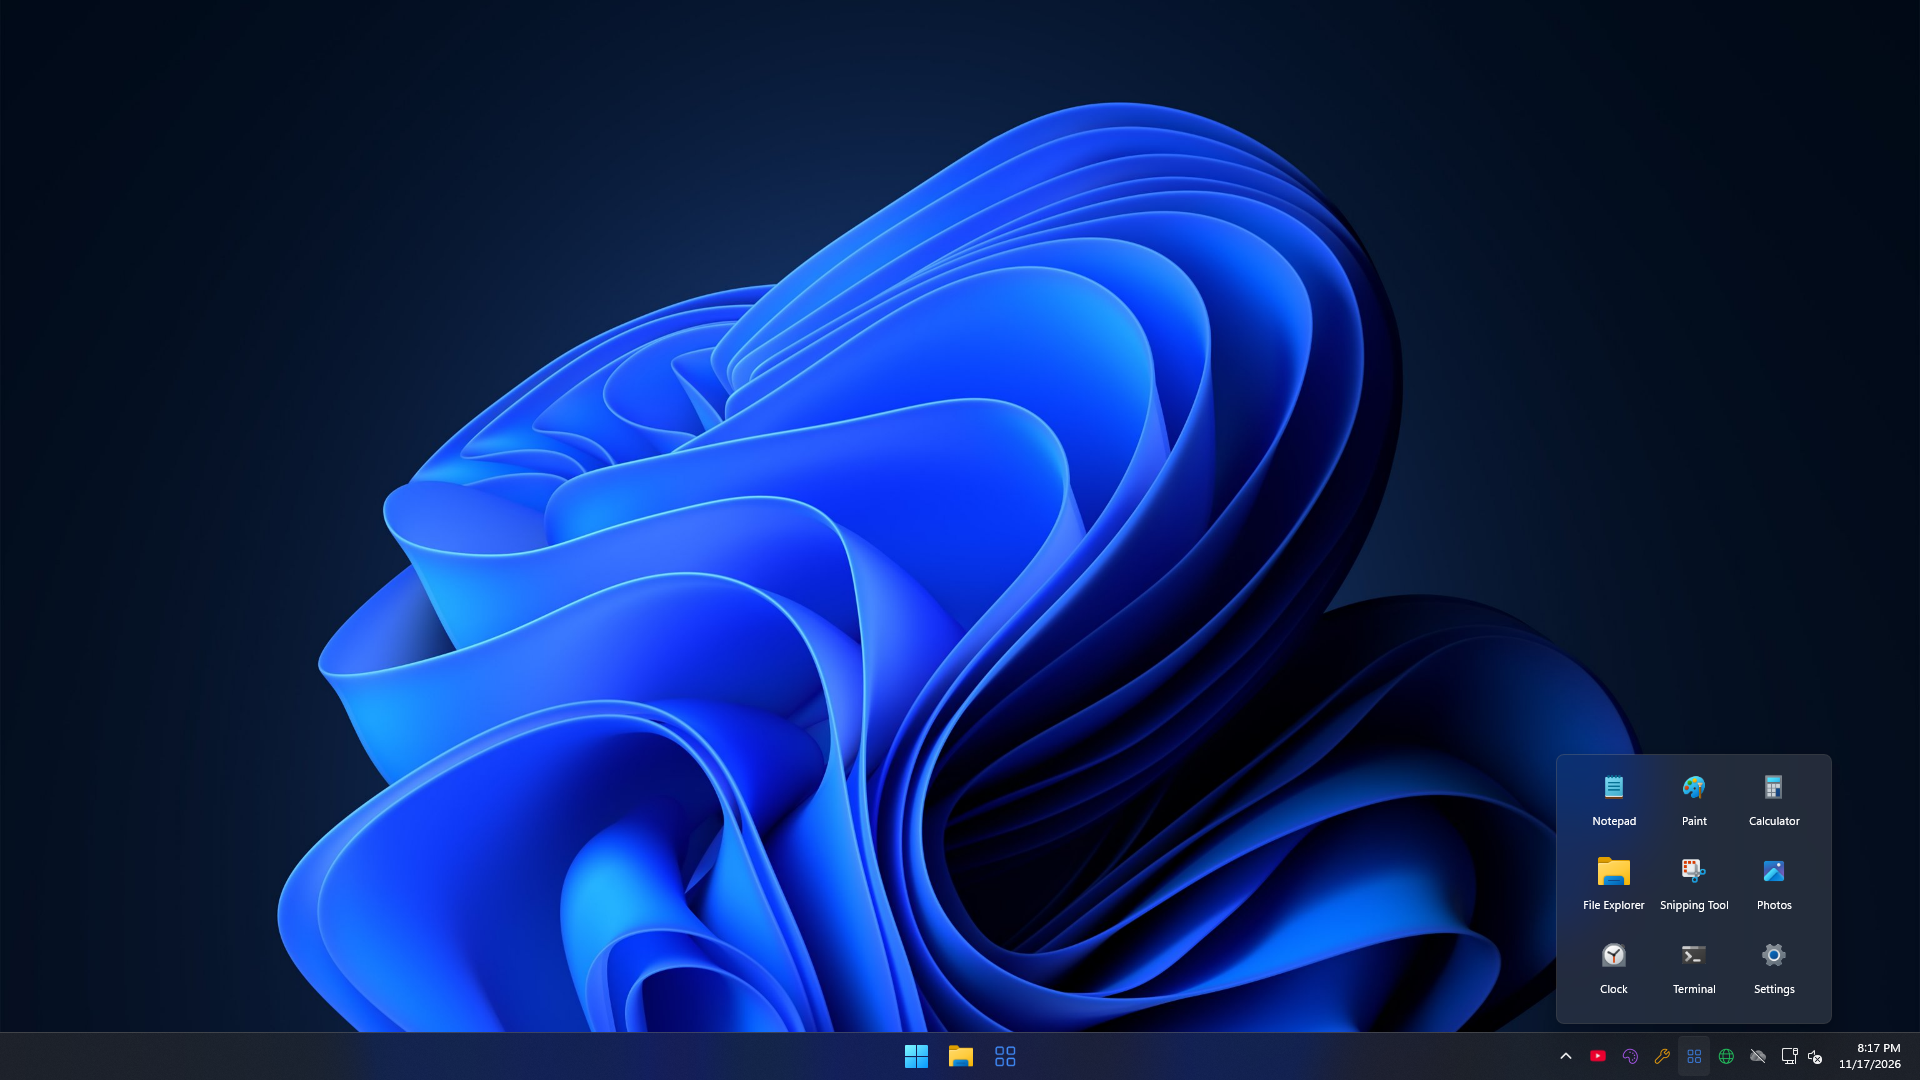 Notepad
Paint
Calculator
File Explorer
Snipping Tool
Photos
Clock
Terminal
Settings
8:17 PM
11/17/2026